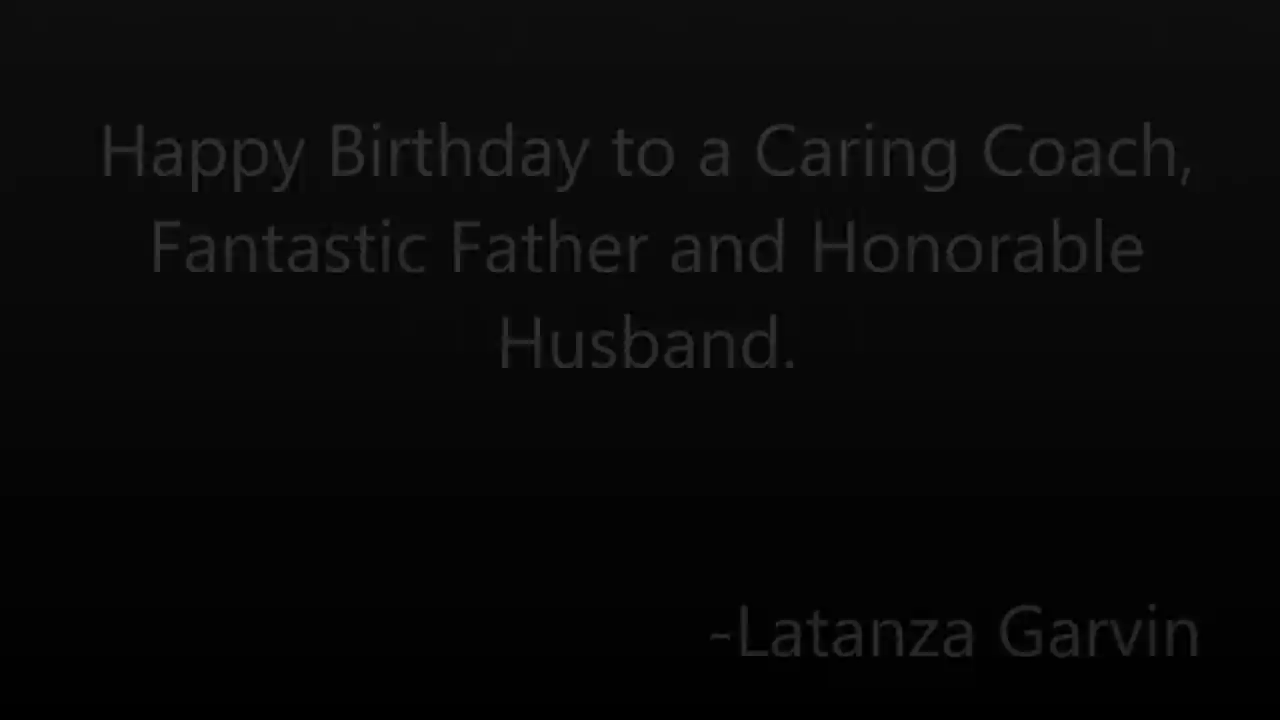 Happy Birthday to a Caring Coach,
Fantastic Father and Honorable
Husband.
-Latanza Garvin